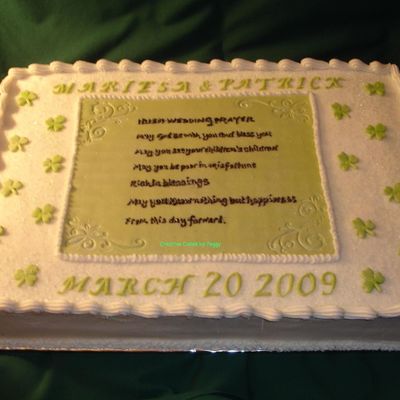 MARIESA & PATRICK
IRISH WEDDING PRAYER
May God be with you and bless you
May you see your children's children
May you be poor in misfortune
Rich in blessings
May you know nothing but happiness
From this day forward.
Creative Cakes by Peggy
MARCH 20 2009